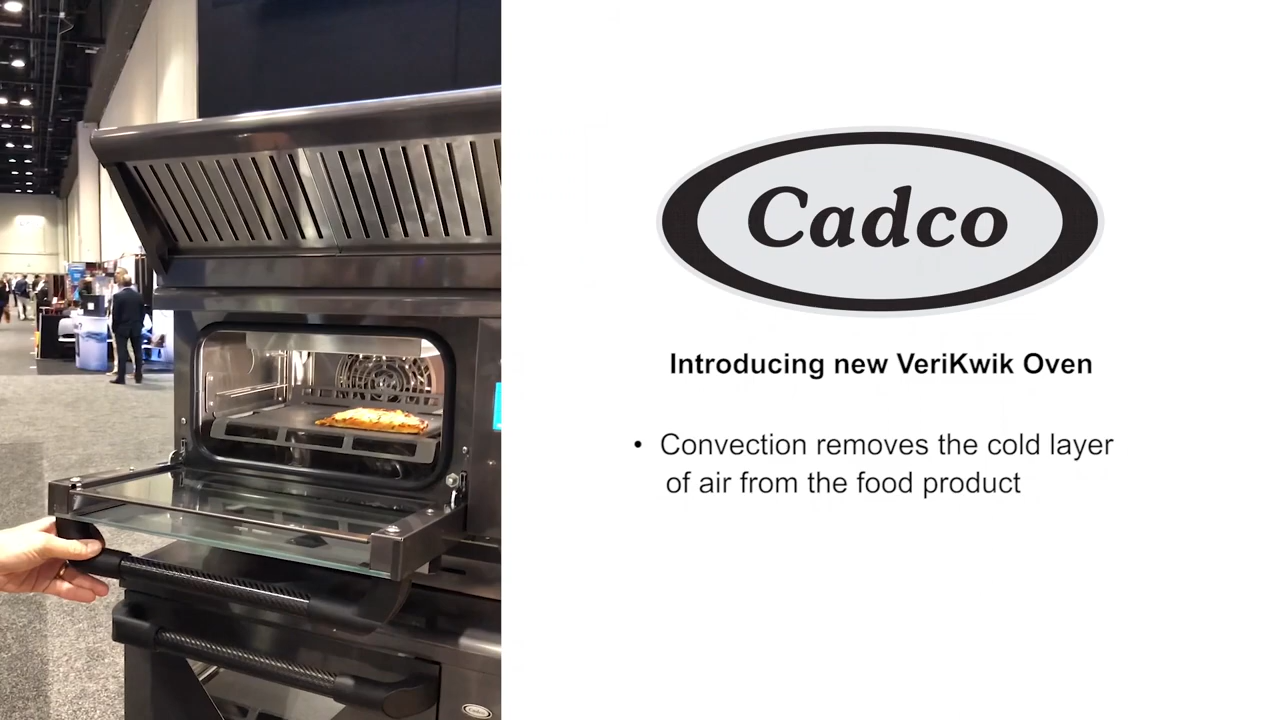 Cadco
Introducing new VeriKwik Oven
• Convection removes the cold layer
of air from the food product